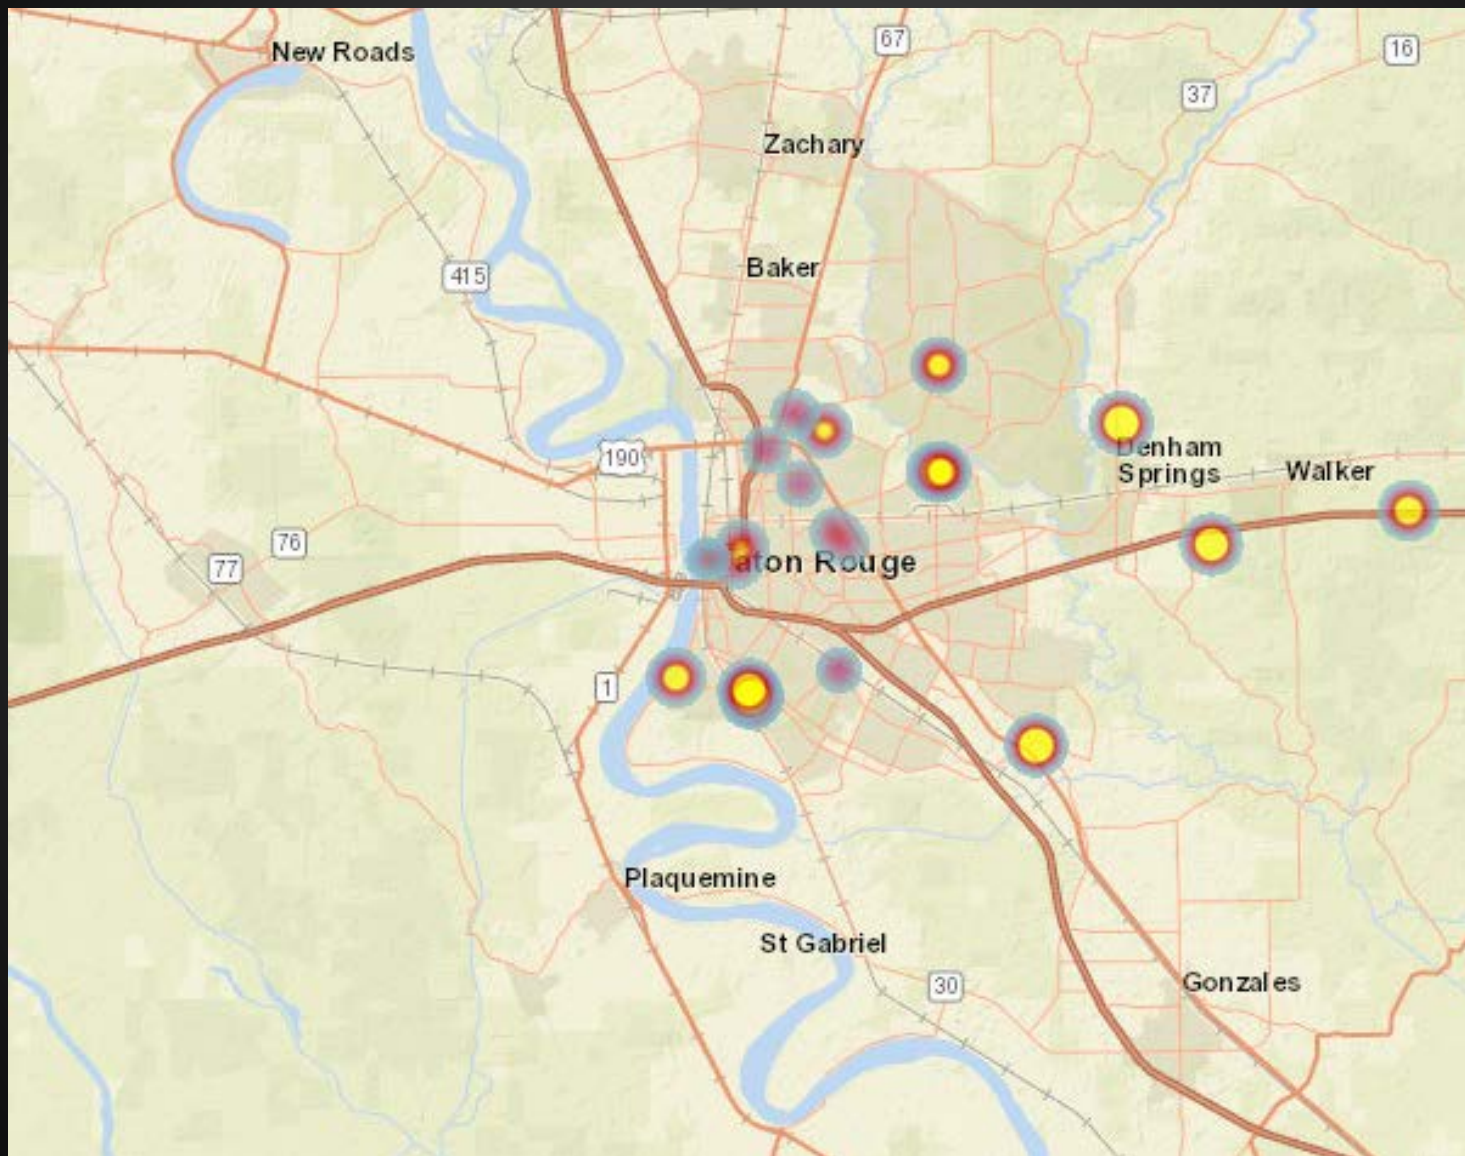 New Roads
67
16
37
Zachary
Baker
415
190
Denham
Springs
Walker
76
77
aton Rouge
1
Plaquemine
St Gabriel
30
Gonzales